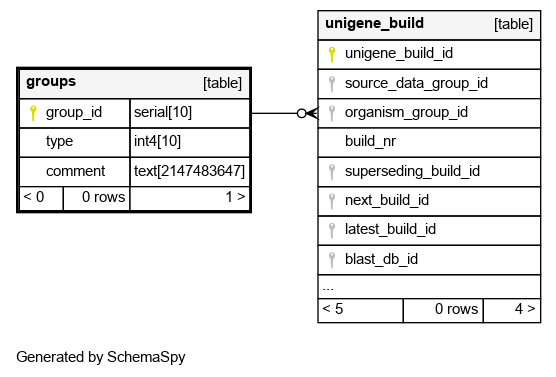 groups [table]
group_id serial[10]
type int4[10]
comment text[2147483647]
< 0 0 rows 1 >
unigene_build [table]
unigene_build_id
source_data_group_id
organism_group_id
build_nr
superseding_build_id
next_build_id
latest_build_id
blast_db_id
...
< 5 0 rows 4 >
Generated by SchemaSpy